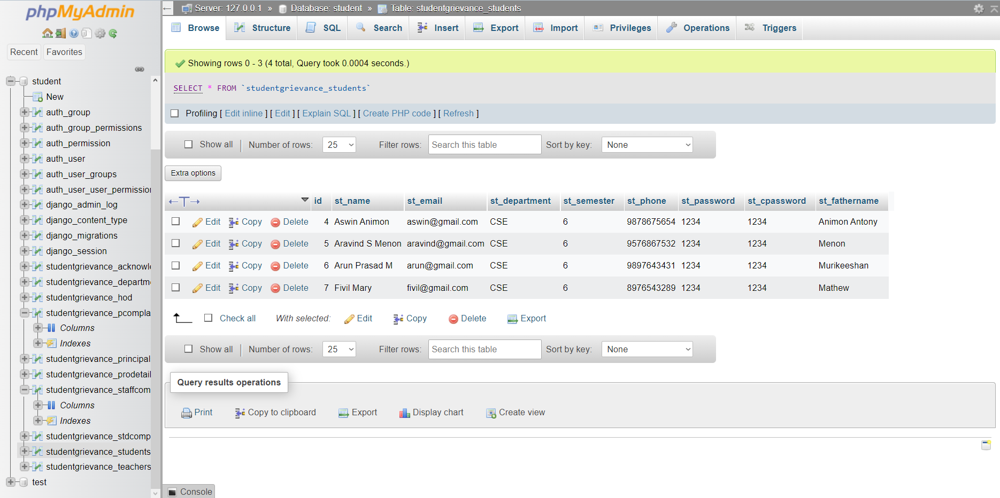 phpMyAdmin
Recent Favorites
student
New
auth_group
auth_group_permissions
auth_permission
auth_user
auth_user_groups
auth_user_user_permission
django_admin_log
django_content_type
django_migrations
django_session
studentgrievance_acknowle
studentgrievance_departme
studentgrievance_hod
studentgrievance_pcompla
Columns
Indexes
studentgrievance_principal
studentgrievance_prodetail
studentgrievance_staffcom
Columns
Indexes
studentgrievance_stdcomp
studentgrievance_students
studentgrievance_teachers
test
Server: 127.0.0.1 » Database: student » Table: studentgrievance_students
Browse Structure SQL Search Insert Export Import Privileges Operations Triggers
Showing rows 0 - 3 (4 total, Query took 0.0004 seconds.)
SELECT * FROM `studentgrievance_students`
Profiling [ Edit inline ] [ Edit ] [ Explain SQL ] [ Create PHP code ] [ Refresh ]
Show all | Number of rows: 25 Filter rows: Search this table Sort by key: None
Extra options
id st_name st_email st_department st_semester st_phone st_password st_cpassword st_fathername
Edit Copy Delete 4 Aswin Animon aswin@gmail.com CSE 6 9878675654 1234 1234 Animon Antony
Edit Copy Delete 5 Aravind S Menon aravind@gmail.com CSE 6 9576867532 1234 1234 Menon
Edit Copy Delete 6 Arun Prasad M arun@gmail.com CSE 6 9897643431 1234 1234 Murikeeshan
Edit Copy Delete 7 Fivil Mary fivil@gmail.com CSE 6 8976543289 1234 1234 Mathew
Check all With selected: Edit Copy Delete Export
Show all | Number of rows: 25 Filter rows: Search this table Sort by key: None
Query results operations
Print Copy to clipboard Export Display chart Create view
Console